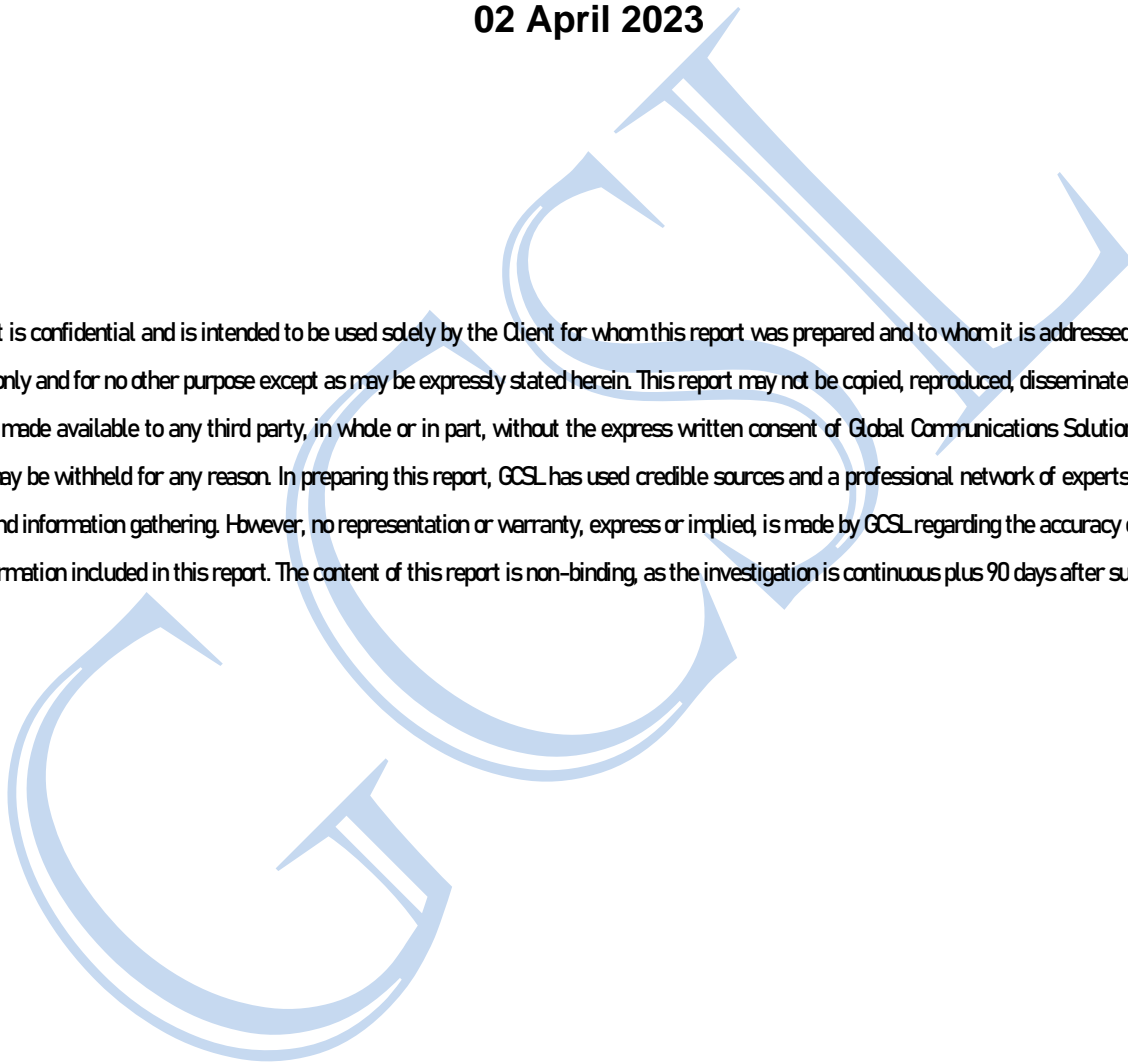 02 April 2023
is confidential and is intended to be used solely by the Client for whom this report was prepared and to whom it is addressed
only and for no other purpose except as may be expressly stated herein. This report may not be copied, reproduced, disseminated
made available to any third party, in whole or in part, without the express written consent of Global Communications Solution
may be withheld for any reason. In preparing this report, GCSL has used credible sources and a professional network of experts
and information gathering. However, no representation or warranty, express or implied, is made by GCSL regarding the accuracy
included in this report. The content of this report is non-binding, as the investigation is continuous plus 90 days after
GCSL